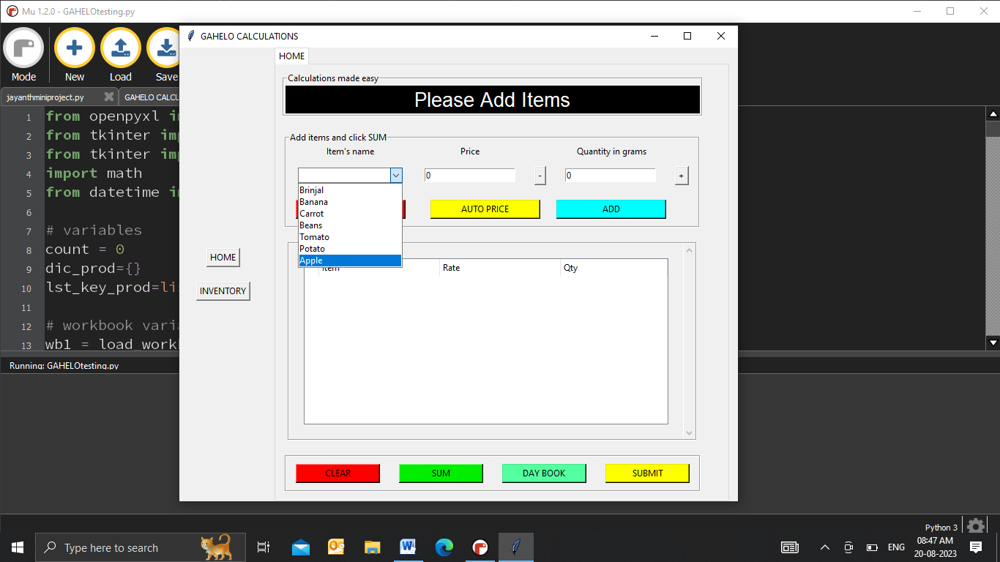 Mu 1.2.0 - GAHELOtesting.py
Mode
New
Load
Save
jayanthminiproject.py
GAHELO CALCU
1 from openpyxl i
2 from tkinter imp
3 from tkinter imp
4 import math
5 from datetime i
6
7 # variables
8 count = 0
9 dic_prod={}
10 lst_key_prod=lis
11
12 # workbook varia
13 wb1 = load_work
Running: GAHELOtesting.py
GAHELO CALCULATIONS
HOME
INVENTORY
HOME
Calculations made easy
Please Add Items
Add items and click SUM
Item's name Price Quantity in grams
0 - 0 +
Brinjal
Banana
Carrot
Beans
Tomato
Potato
Apple
AUTO PRICE ADD
Item Rate Qty
CLEAR SUM DAY BOOK SUBMIT
Python 3
Type here to search
ENG
08:47 AM
20-08-2023